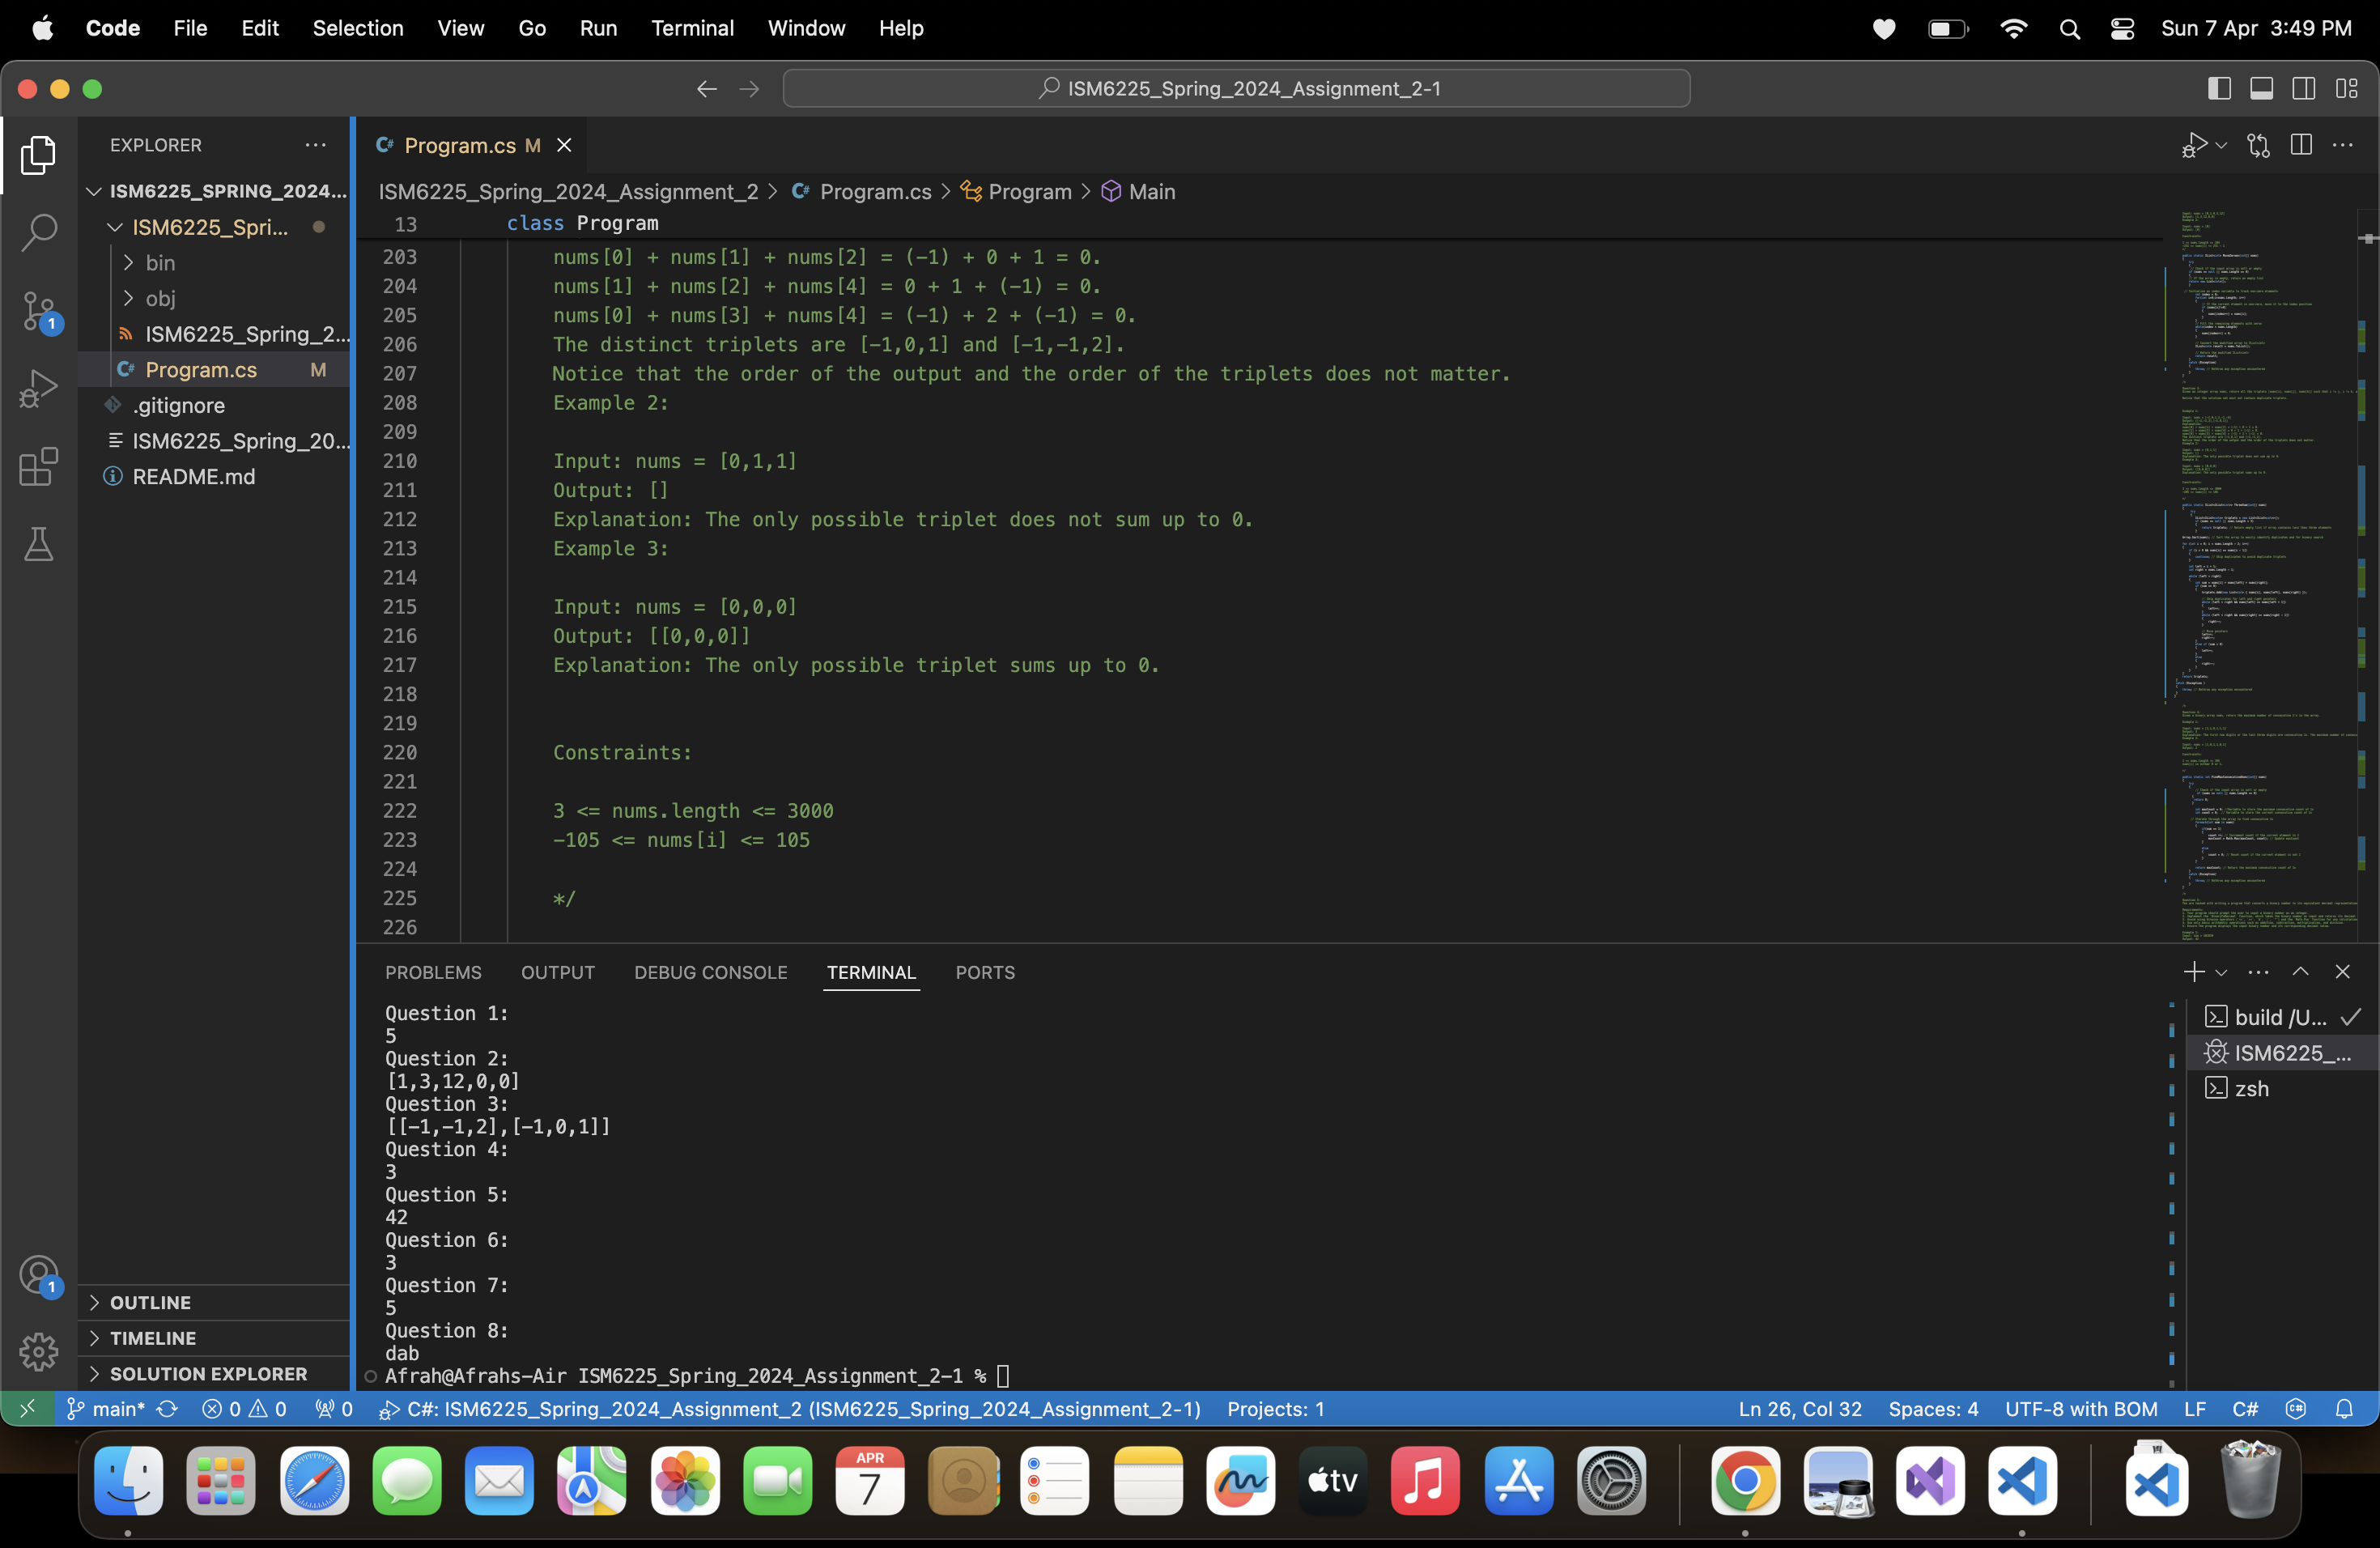 Code File Edit Selection View Go Run Terminal Window Help Sun 7 Apr 3:49 PM
ISM6225_Spring_2024_Assignment_2-1
EXPLORER
ISM6225_SPRING_2024...
ISM6225_Spri...
bin
obj
ISM6225_Spring_2...
C# Program.cs M
.gitignore
ISM6225_Spring_20...
README.md
OUTLINE
TIMELINE
SOLUTION EXPLORER
C# Program.cs M
ISM6225_Spring_2024_Assignment_2 > C# Program.cs > Program > Main
13 class Program
203 nums[0] + nums[1] + nums[2] = (-1) + 0 + 1 = 0.
204 nums[1] + nums[2] + nums[4] = 0 + 1 + (-1) = 0.
205 nums[0] + nums[3] + nums[4] = (-1) + 2 + (-1) = 0.
206 The distinct triplets are [-1,0,1] and [-1,-1,2].
207 Notice that the order of the output and the order of the triplets does not matter.
208 Example 2:
209
210 Input: nums = [0,1,1]
211 Output: []
212 Explanation: The only possible triplet does not sum up to 0.
213 Example 3:
214
215 Input: nums = [0,0,0]
216 Output: [[0,0,0]]
217 Explanation: The only possible triplet sums up to 0.
218
219
220 Constraints:
221
222 3 <= nums.length <= 3000
223 -105 <= nums[i] <= 105
224
225 */
226
PROBLEMS OUTPUT DEBUG CONSOLE TERMINAL PORTS
Question 1:
5
Question 2:
[1,3,12,0,0]
Question 3:
[[-1,-1,2],[-1,0,1]]
Question 4:
3
Question 5:
42
Question 6:
3
Question 7:
5
Question 8:
dab
Afrah@Afrahs-Air ISM6225_Spring_2024_Assignment_2-1 %
build /U...
ISM6225_...
zsh
1
1
main* 0 0 0 C#: ISM6225_Spring_2024_Assignment_2 (ISM6225_Spring_2024_Assignment_2-1) Projects: 1 Ln 26, Col 32 Spaces: 4 UTF-8 with BOM LF C#
APR
7
tv